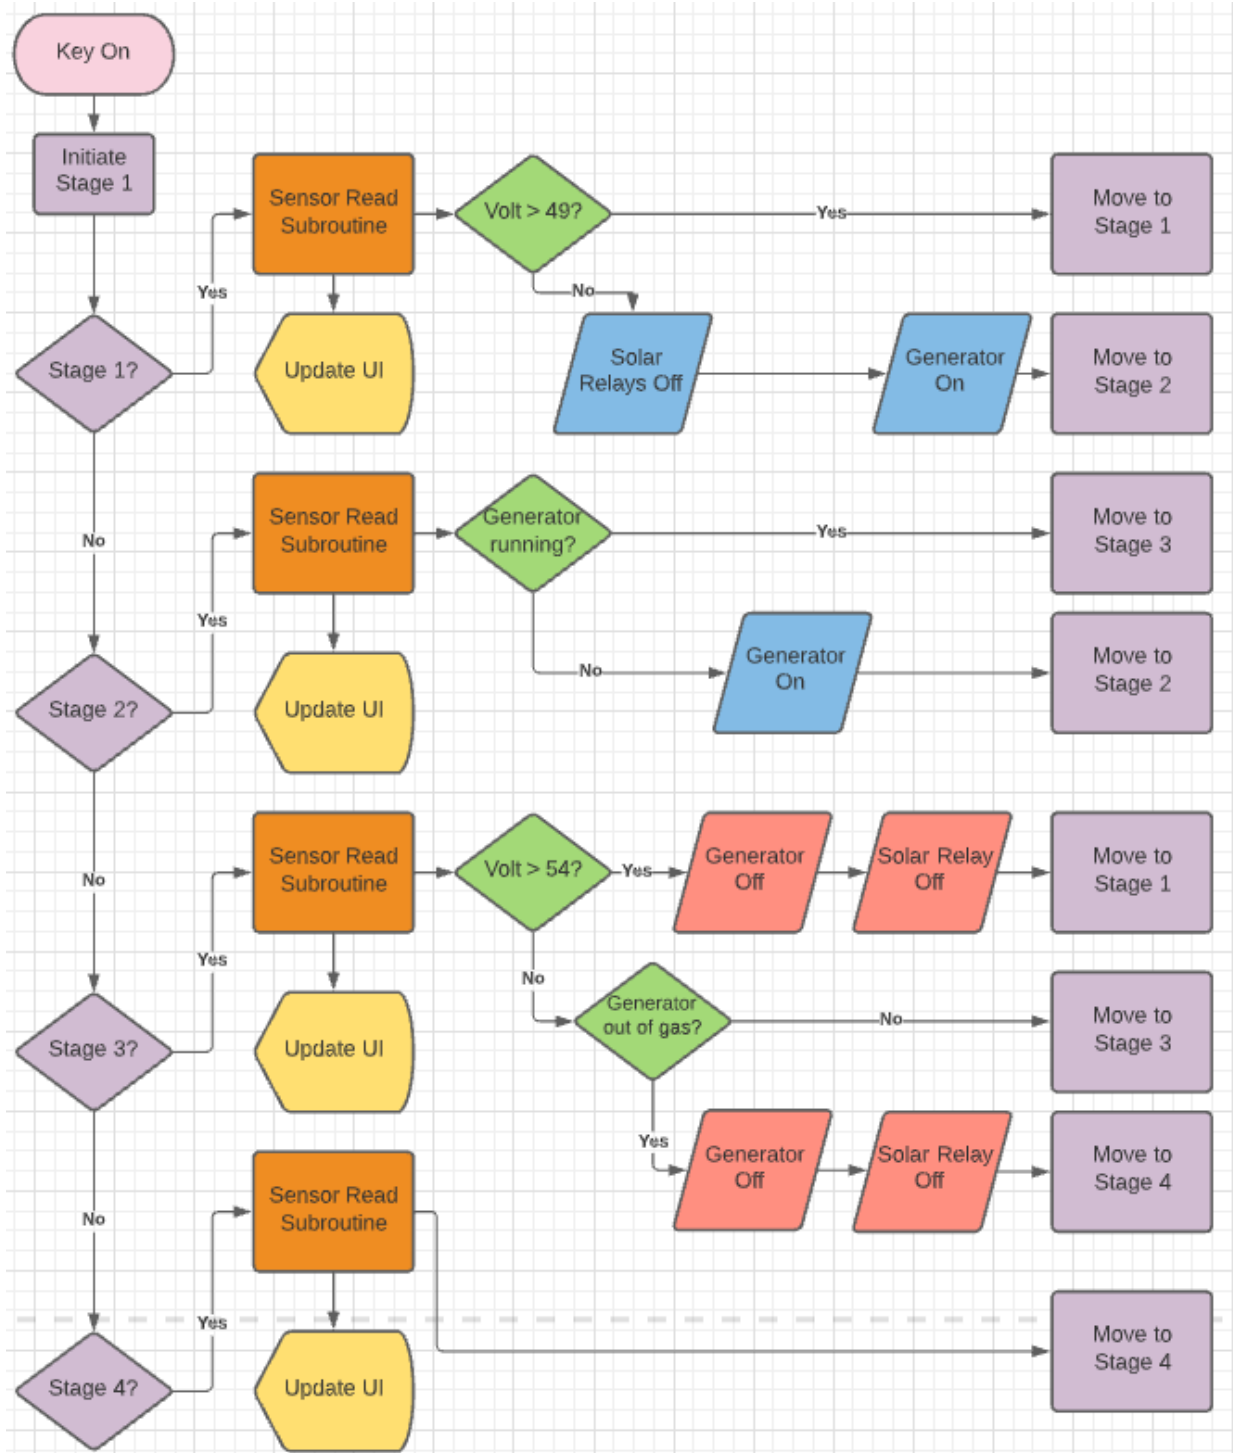 Key On
Initiate
Stage 1
Sensor Read
Subroutine
Volt > 49?
Yes
Move to
Stage 1
Yes
No
Stage 1?
Update UI
Solar
Relays Off
Generator
On
Move to
Stage 2
No
Sensor Read
Subroutine
Generator
running?
Yes
Move to
Stage 3
Yes
No
Generator
On
Move to
Stage 2
Stage 2?
Update UI
No
Sensor Read
Subroutine
Volt > 54?
Yes
Generator
Off
Solar Relay
Off
Move to
Stage 1
Yes
No
Generator
out of gas?
No
Move to
Stage 3
Stage 3?
Update UI
Yes
Generator
Off
Solar Relay
Off
Move to
Stage 4
No
Sensor Read
Subroutine
Yes
Move to
Stage 4
Stage 4?
Update UI